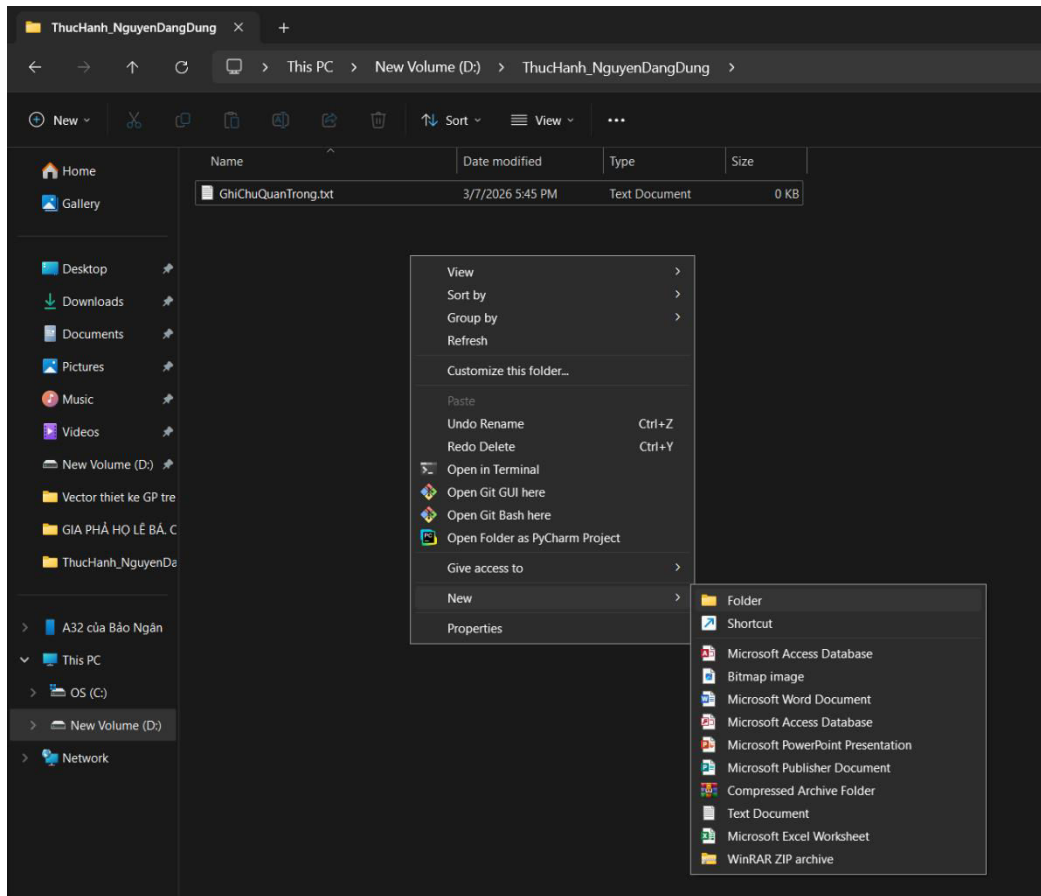 ThucHanh_NguyenDangDung
This PC > New Volume (D:) > ThucHanh_NguyenDangDung >
New
Sort
View
Name
Date modified
Type
Size
GhiChuQuanTrong.txt
3/7/2026 5:45 PM
Text Document
0 KB
Home
Gallery
Desktop
Downloads
Documents
Pictures
Music
Videos
New Volume (D:)
Vector thiet ke GP tre
GIA PHẢ HỌ LÊ BÁ. C
ThucHanh_NguyenDa
A32 của Bảo Ngân
This PC
OS (C:)
New Volume (D:)
Network
View
Sort by
Group by
Refresh
Customize this folder...
Paste
Undo Rename Ctrl+Z
Redo Delete Ctrl+Y
Open in Terminal
Open Git GUI here
Open Git Bash here
Open Folder as PyCharm Project
Give access to
New
Properties
Folder
Shortcut
Microsoft Access Database
Bitmap image
Microsoft Word Document
Microsoft Access Database
Microsoft PowerPoint Presentation
Microsoft Publisher Document
Compressed Archive Folder
Text Document
Microsoft Excel Worksheet
WinRAR ZIP archive